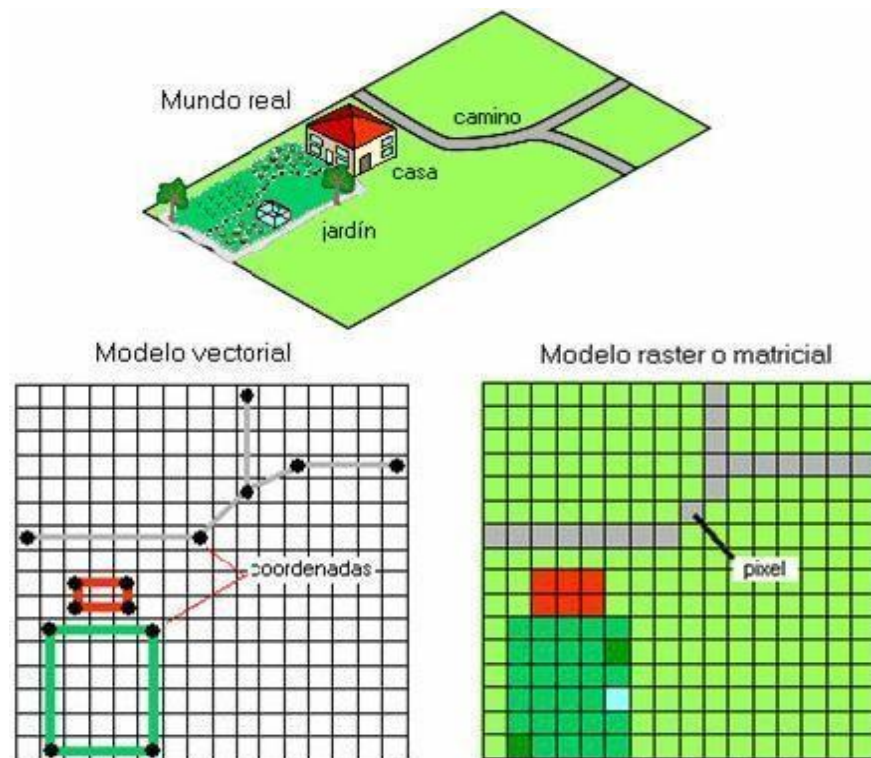 Mundo real
camino
casa
jardín
Modelo vectorial
Modelo raster o matricial
coordenadas
pixel